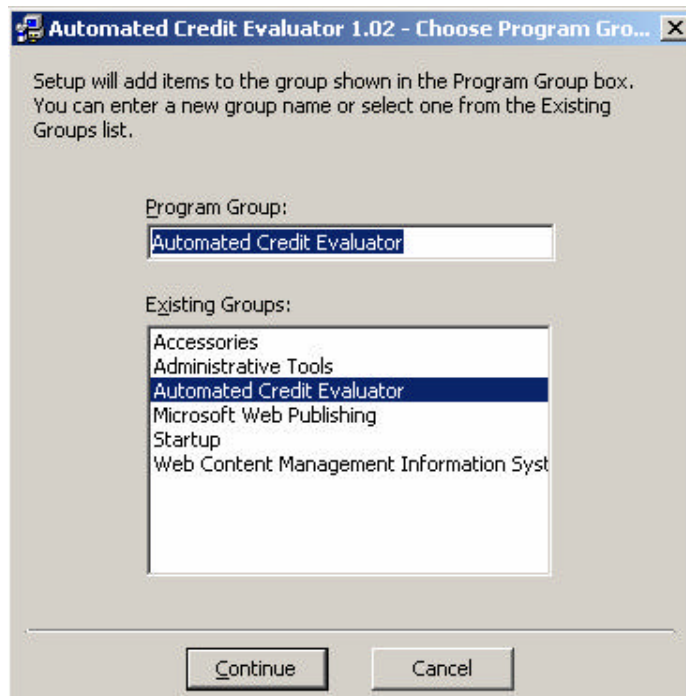 Automated Credit Evaluator 1.02 - Choose Program Gro...
Setup will add items to the group shown in the Program Group box.
You can enter a new group name or select one from the Existing
Groups list.
Program Group:
Automated Credit Evaluator
Existing Groups:
Accessories
Administrative Tools
Automated Credit Evaluator
Microsoft Web Publishing
Startup
Web Content Management Information Syst
Continue Cancel